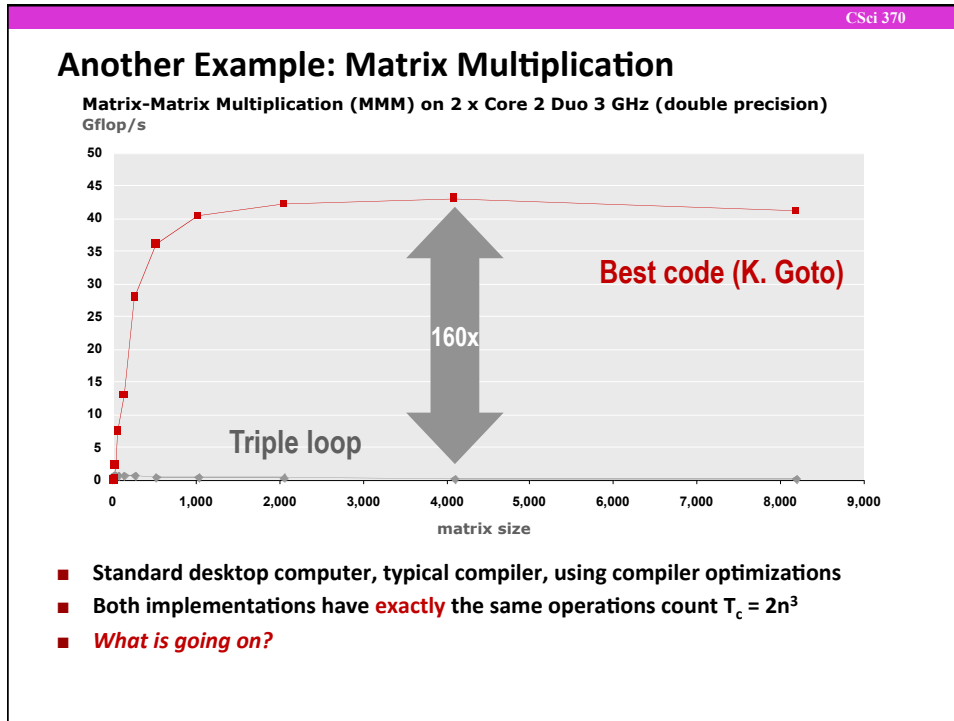 CSci 370
Another Example: Matrix Multiplication
Matrix-Matrix Multiplication (MMM) on 2 x Core 2 Duo 3 GHz (double precision)
Gflop/s
50
45
40
35
30
25
20
15
10
5
0
Best code (K. Goto)
160x
Triple loop
0 1,000 2,000 3,000 4,000 5,000 6,000 7,000 8,000 9,000
matrix size
■ Standard desktop computer, typical compiler, using compiler optimizations
■ Both implementations have exactly the same operations count Tc = 2n³
■ What is going on?